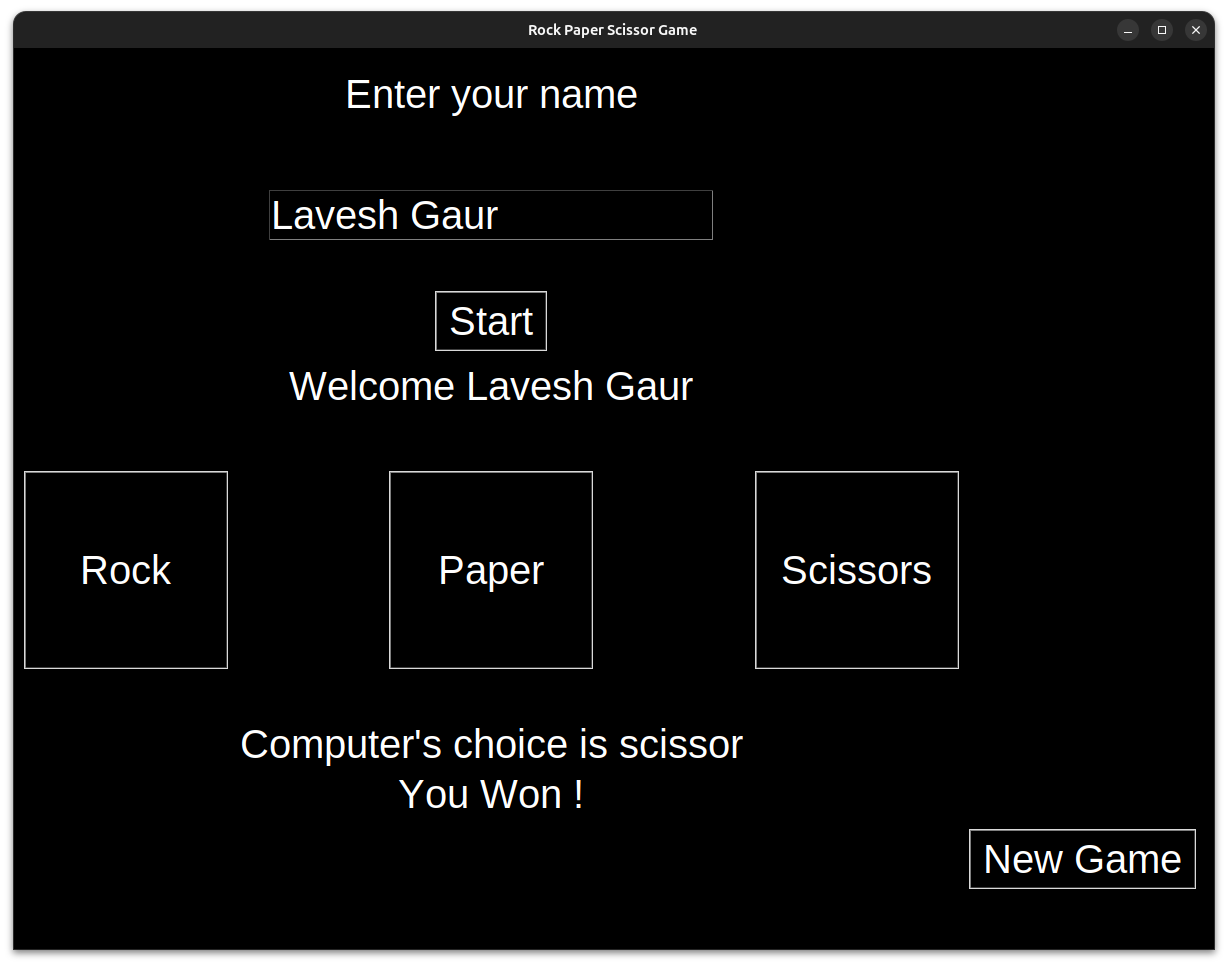 Rock Paper Scissor Game
Enter your name
Lavesh Gaur
Start
Welcome Lavesh Gaur
Rock Paper Scissors
Computer's choice is scissor
You Won !
New Game